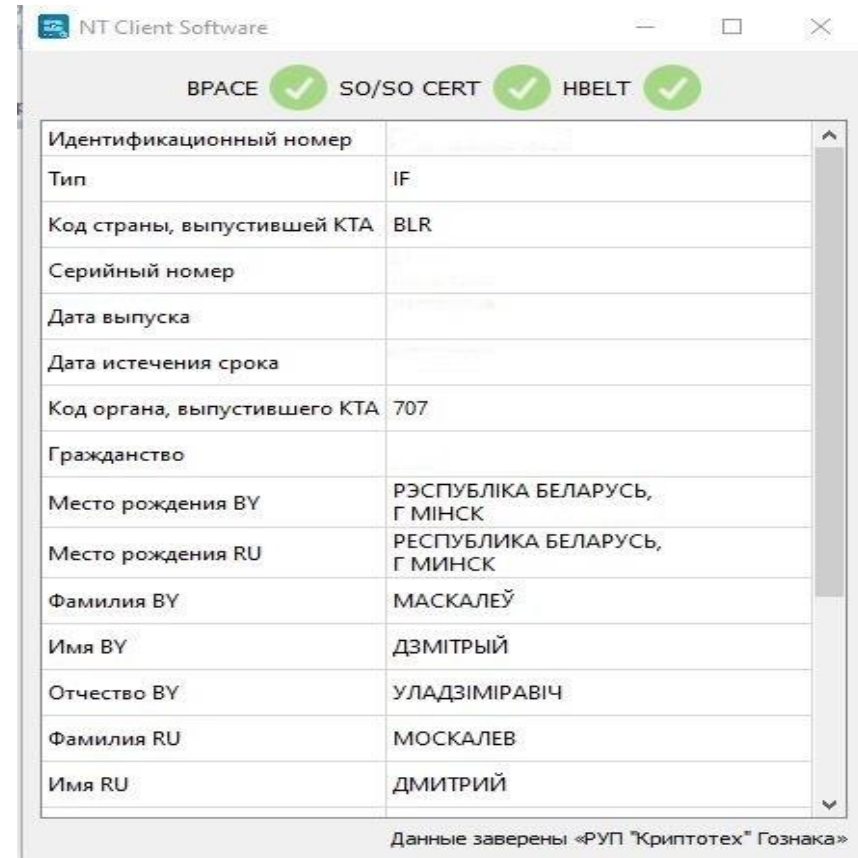 NT Client Software
BPACE SO/SO CERT HBELT
Идентификационный номер
Тип IF
Код страны, выпустившей КТА BLR
Серийный номер
Дата выпуска
Дата истечения срока
Код органа, выпустившего КТА 707
Гражданство
Место рождения BY РЭСПУБЛІКА БЕЛАРУСЬ,
Г МІНСК
Место рождения RU РЕСПУБЛИКА БЕЛАРУСЬ,
Г МИНСК
Фамилия BY МАСКАЛЕЎ
Имя BY ДЗМІТРЫЙ
Отчество BY УЛАДЗІМІРАВІЧ
Фамилия RU МОСКАЛЕВ
Имя RU ДМИТРИЙ
Данные заверены «РУП "Криптотех" Гознака»